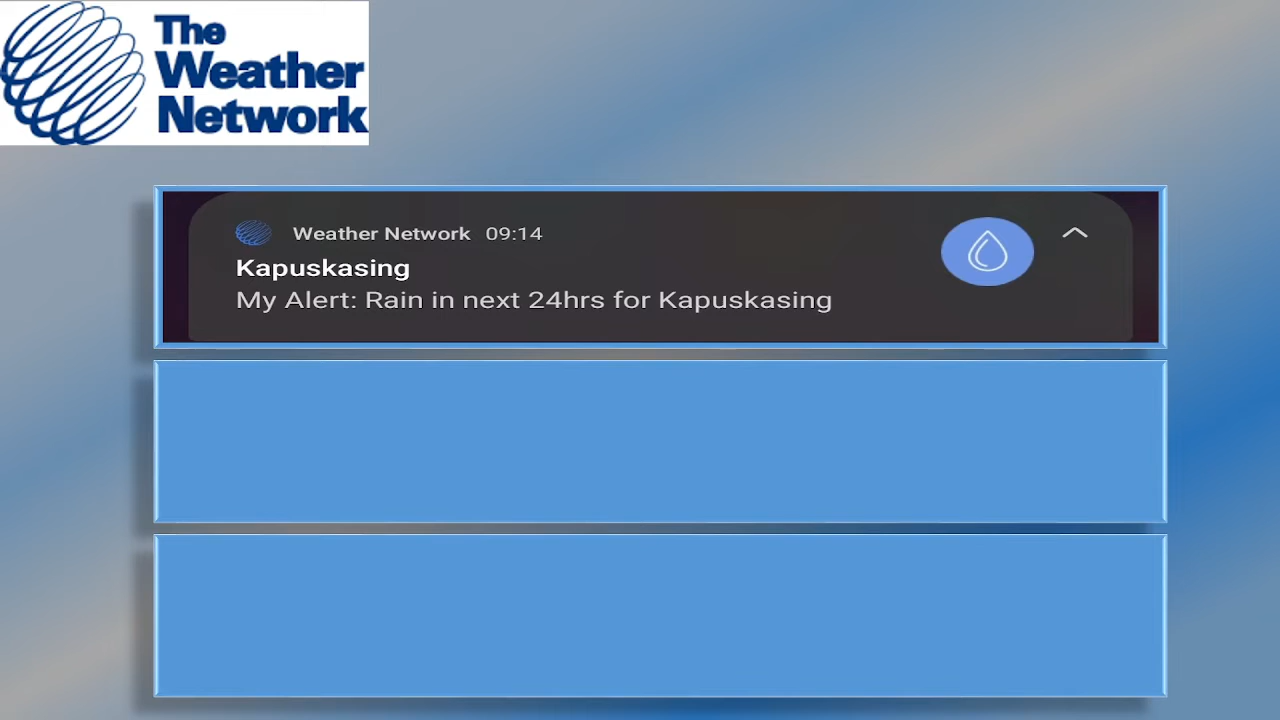 The
Weather
Network
Weather Network 09:14
Kapuskasing
My Alert: Rain in next 24hrs for Kapuskasing